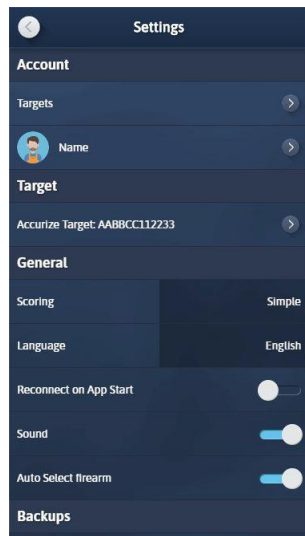 Settings
Account
Targets
Name
Target
Accurize Target: AABBCC112233
General
Scoring Simple
Language English
Reconnect on App Start
Sound
Auto Select firearm
Backups